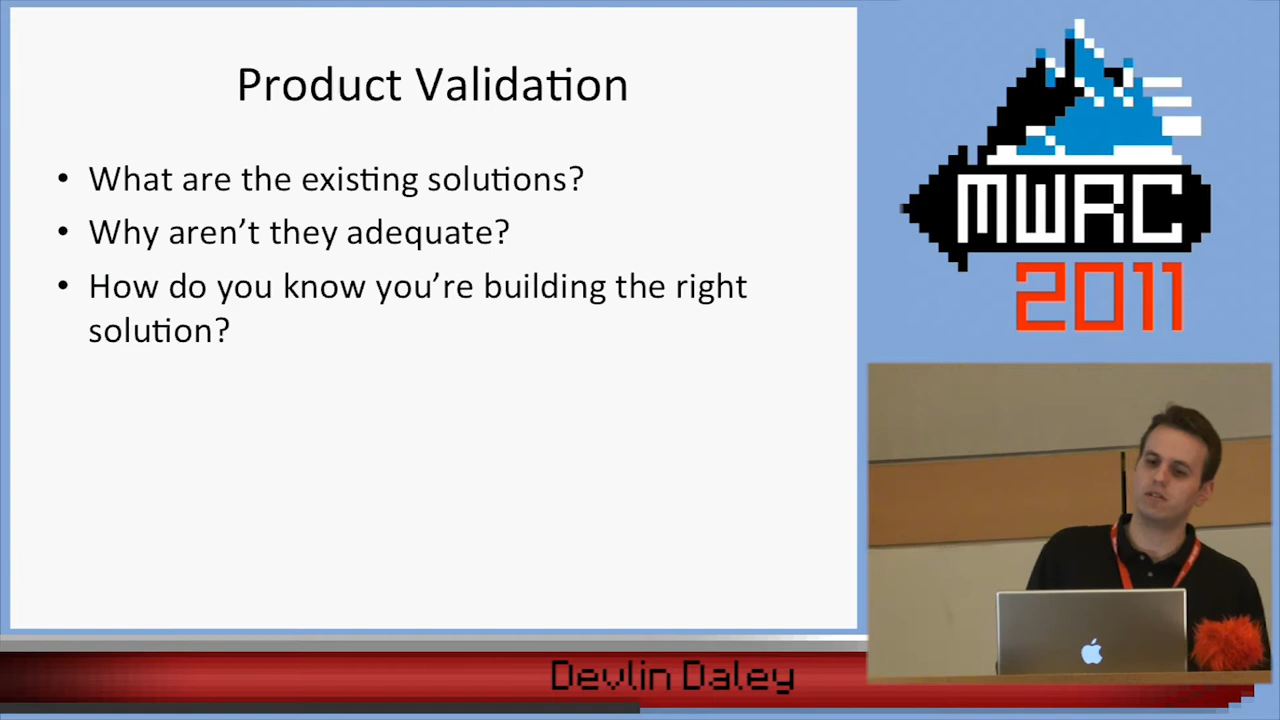 Product Validation
• What are the existing solutions?
• Why aren’t they adequate?
• How do you know you’re building the right
solution?
MWRC
2011
Devlin Daley